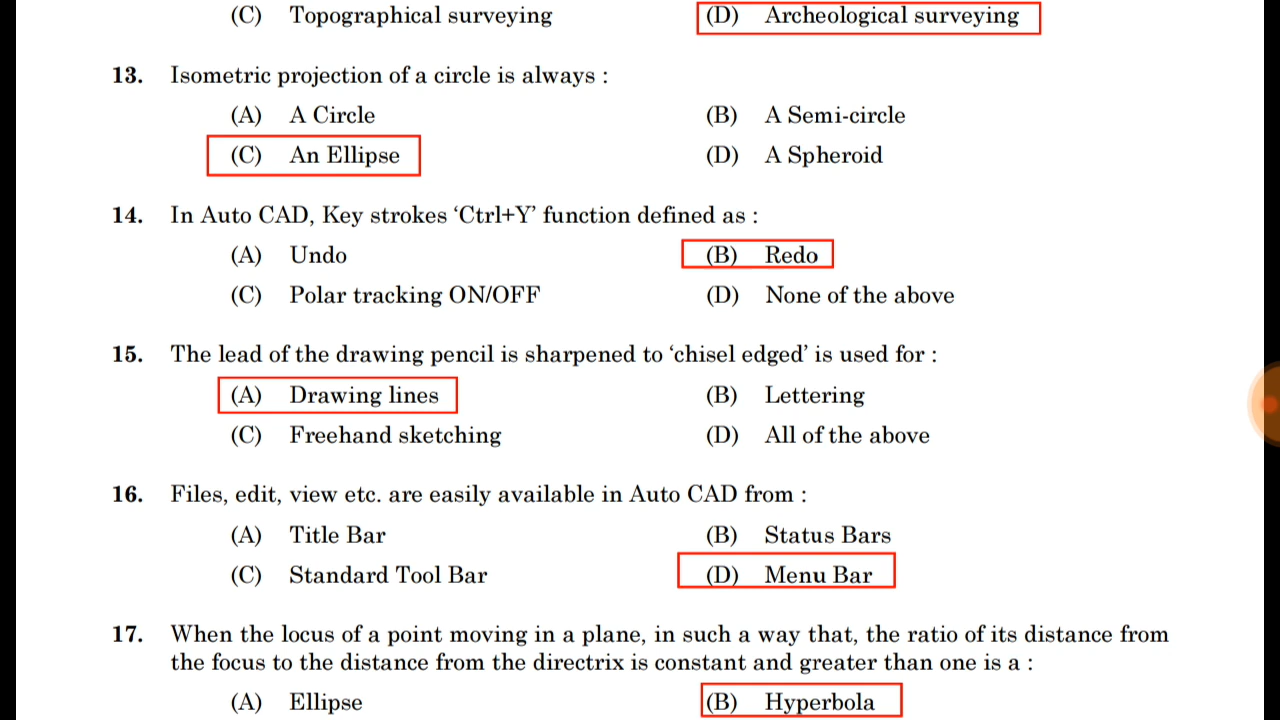 (C) Topographical surveying (D) Archeological surveying
13. Isometric projection of a circle is always :
(A) A Circle (B) A Semi-circle
(C) An Ellipse (D) A Spheroid
14. In Auto CAD, Key strokes ‘Ctrl+Y’ function defined as :
(A) Undo (B) Redo
(C) Polar tracking ON/OFF (D) None of the above
15. The lead of the drawing pencil is sharpened to ‘chisel edged’ is used for :
(A) Drawing lines (B) Lettering
(C) Freehand sketching (D) All of the above
16. Files, edit, view etc. are easily available in Auto CAD from :
(A) Title Bar (B) Status Bars
(C) Standard Tool Bar (D) Menu Bar
17. When the locus of a point moving in a plane, in such a way that, the ratio of its distance from
the focus to the distance from the directrix is constant and greater than one is a :
(A) Ellipse (B) Hyperbola